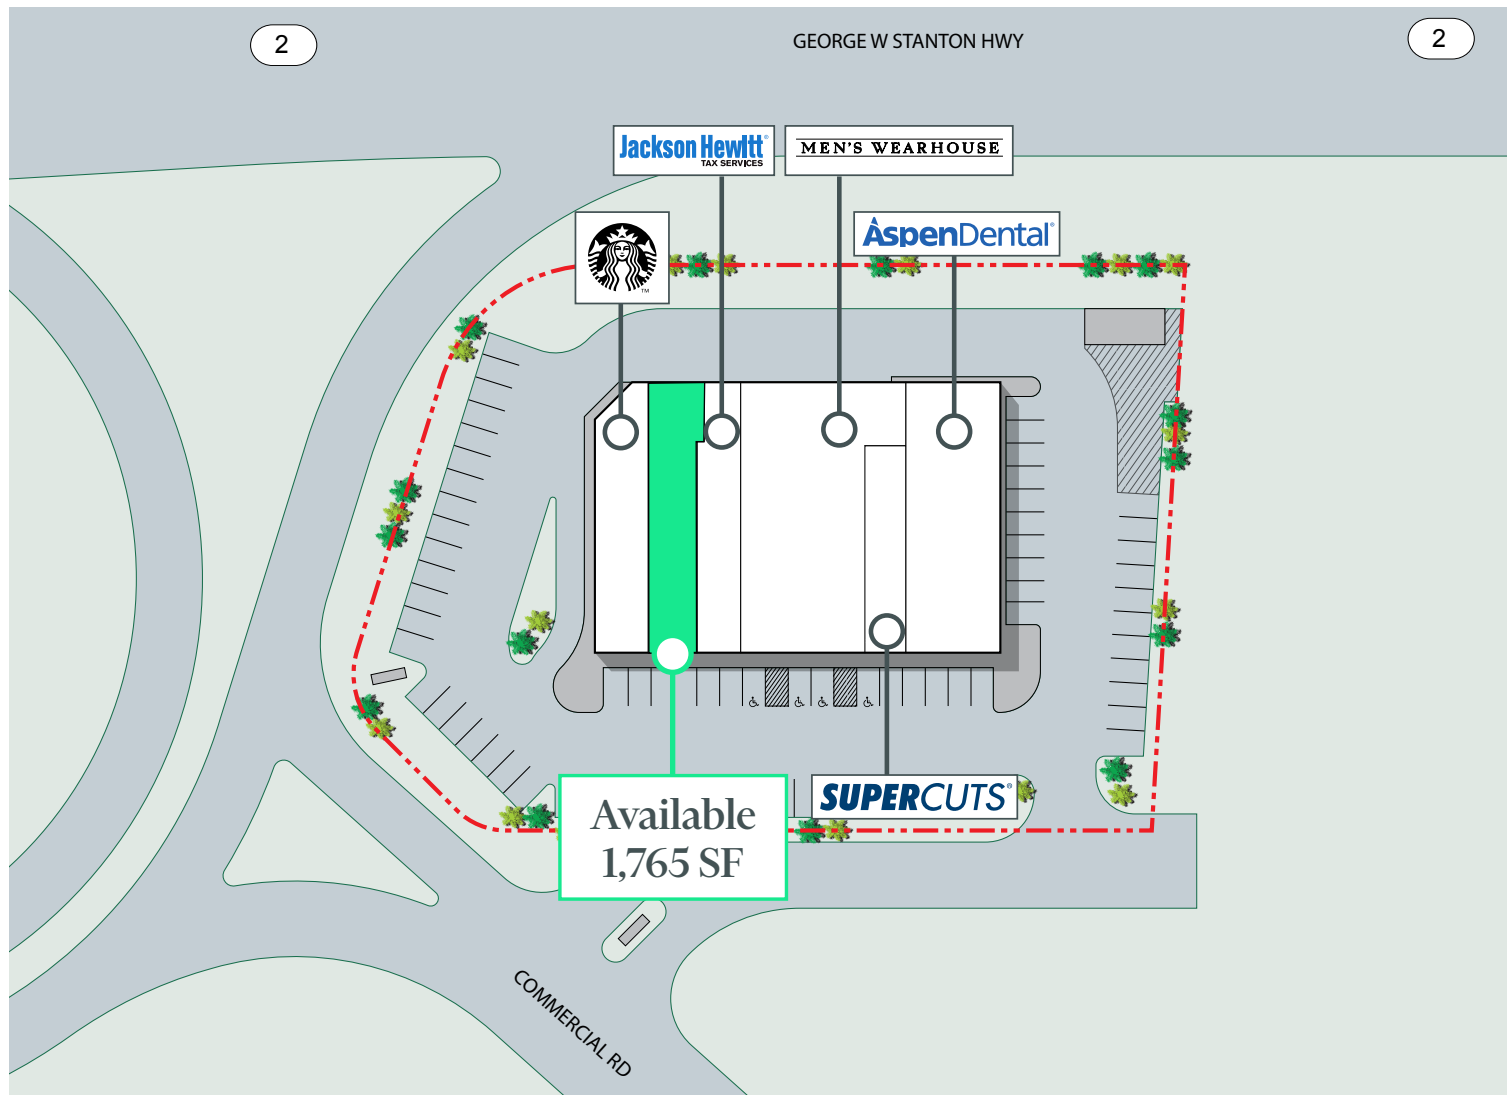 2
GEORGE W STANTON HWY
2
Jackson Hewitt®
TAX SERVICES
MEN'S WEARHOUSE
AspenDental®
TM
SUPERCUTS®
Available
1,765 SF
COMMERCIAL RD